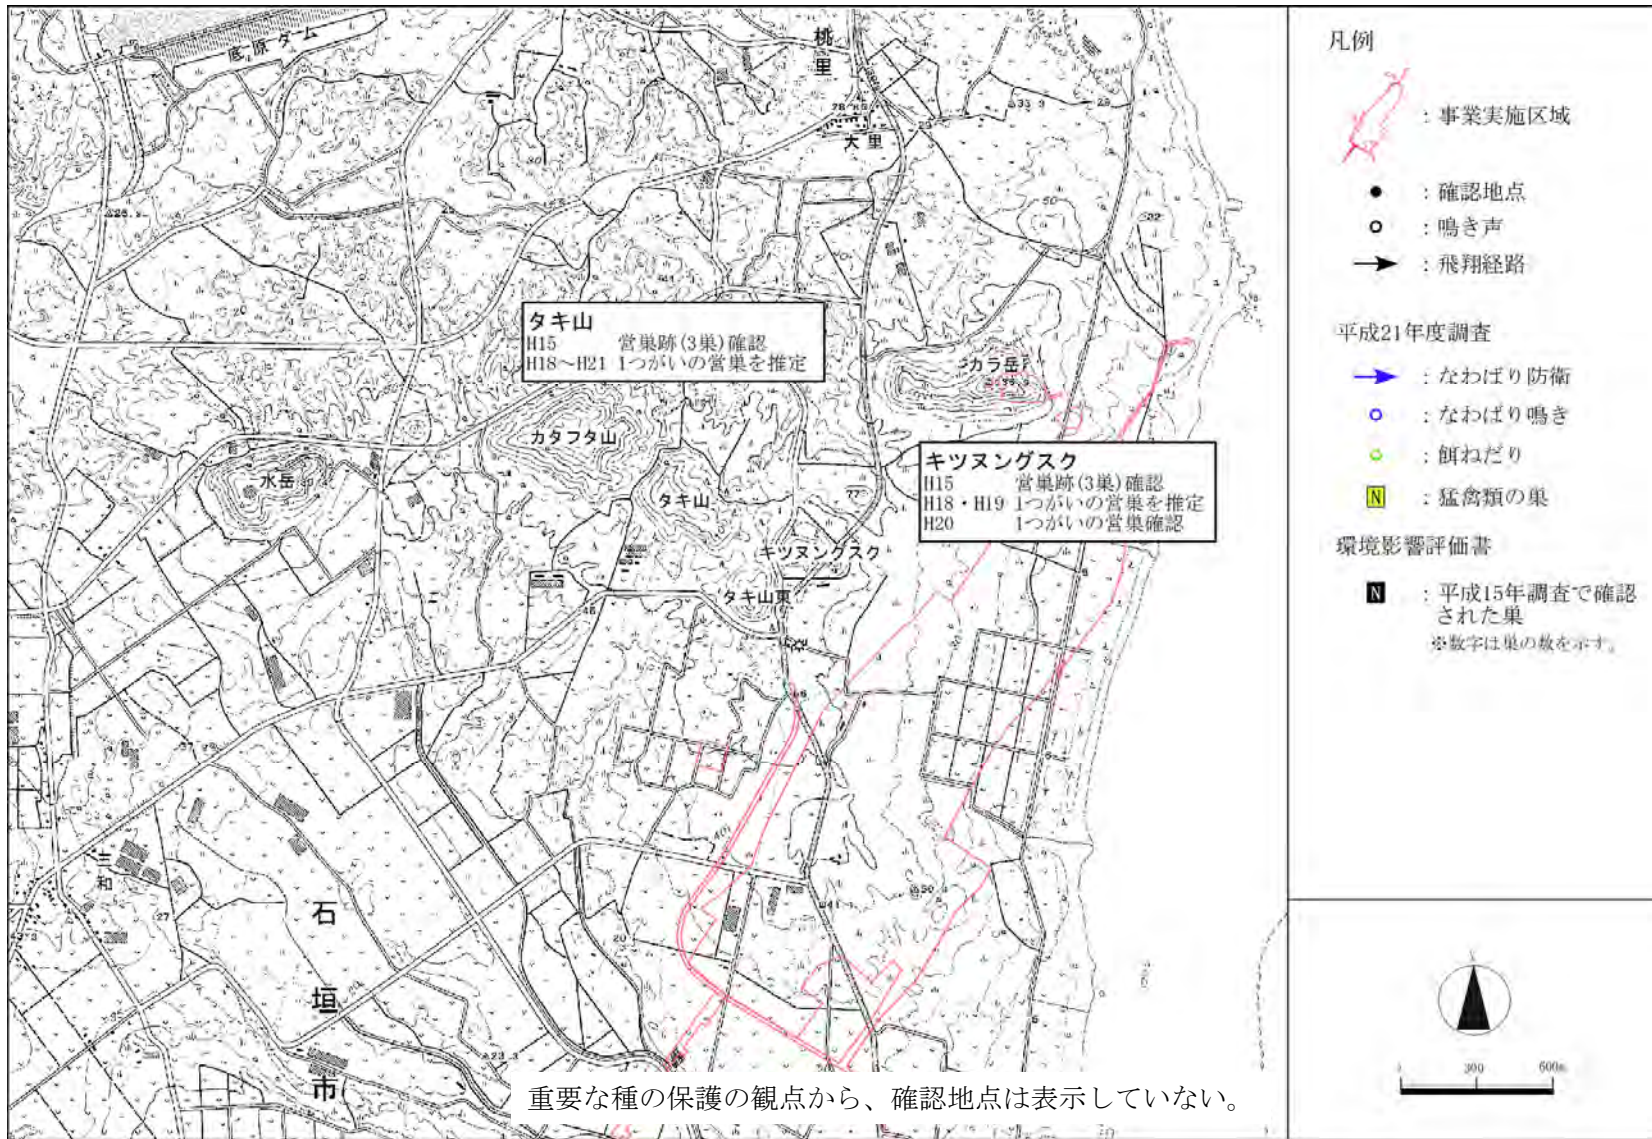 底原ダム
桃里
大里
タキ山
H15 営巣跡(3巣)確認
H18～H21 1つがいの営巣を推定
カラ岳
カタフタ山
水岳
タキ山
キツヌングスク
H15 営巣跡(3巣)確認
H18・H19 1つがいの営巣を推定
H20 1つがいの営巣確認
77
キツヌングスク
タキ山東
46
三和
27
20
石垣市
23.3
重要な種の保護の観点から、確認地点は表示していない。
凡例
：事業実施区域
：確認地点
：鳴き声
：飛翔経路
平成21年度調査
：なわばり防衛
：なわばり鳴き
：餌ねだり
N ：猛禽類の巣
環境影響評価書
N ：平成15年調査で確認
された巣
※数字は巣の数を示す。
300 600m